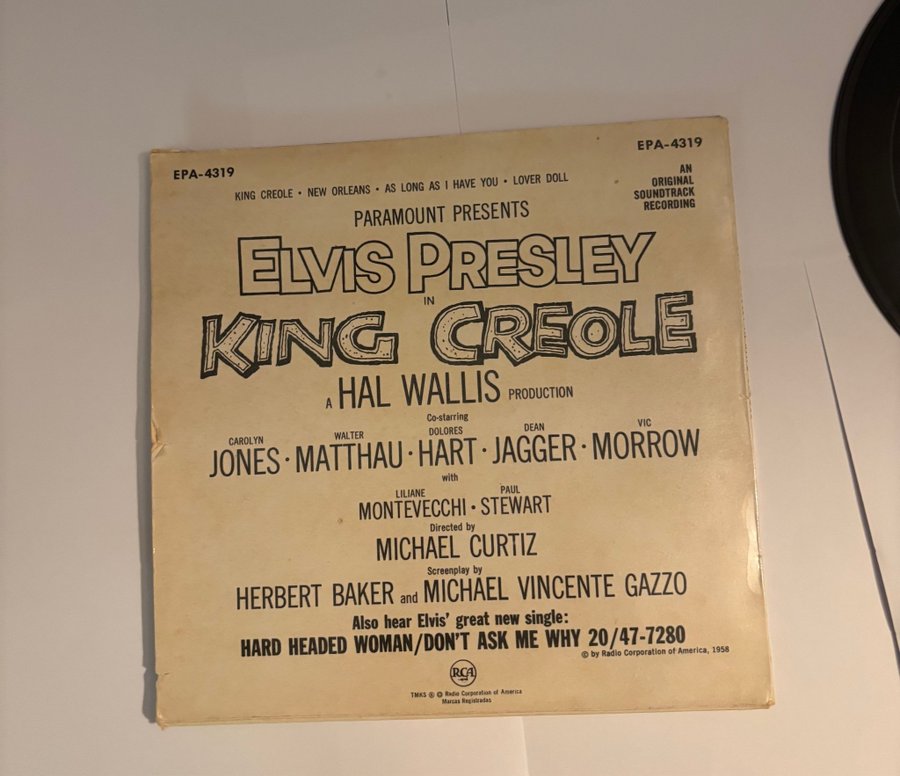 EPA-4319
EPA-4319
KING CREOLE • NEW ORLEANS • AS LONG AS I HAVE YOU • LOVER DOLL
AN
ORIGINAL
SOUNDTRACK
RECORDING
PARAMOUNT PRESENTS
ELVIS PRESLEY
IN
KING CREOLE
A HAL WALLIS PRODUCTION
Co-starring
CAROLYN JONES • WALTER MATTHAU • DOLORES HART • DEAN JAGGER • VIC MORROW
with
LILIANE MONTEVECCHI • PAUL STEWART
Directed by
MICHAEL CURTIZ
Screenplay by
HERBERT BAKER and MICHAEL VINCENTE GAZZO
Also hear Elvis' great new single:
HARD HEADED WOMAN/DON'T ASK ME WHY 20/47-7280
© by Radio Corporation of America, 1958
RCA
TMKS ® © Radio Corporation of America
Marcas Registradas